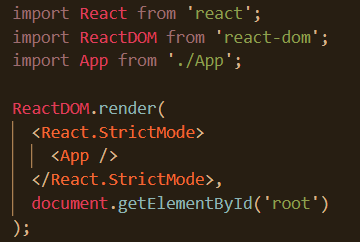 import React from 'react';
import ReactDOM from 'react-dom';
import App from './App';

ReactDOM.render(
  <React.StrictMode>
    <App />
  </React.StrictMode>,
  document.getElementById('root')
);